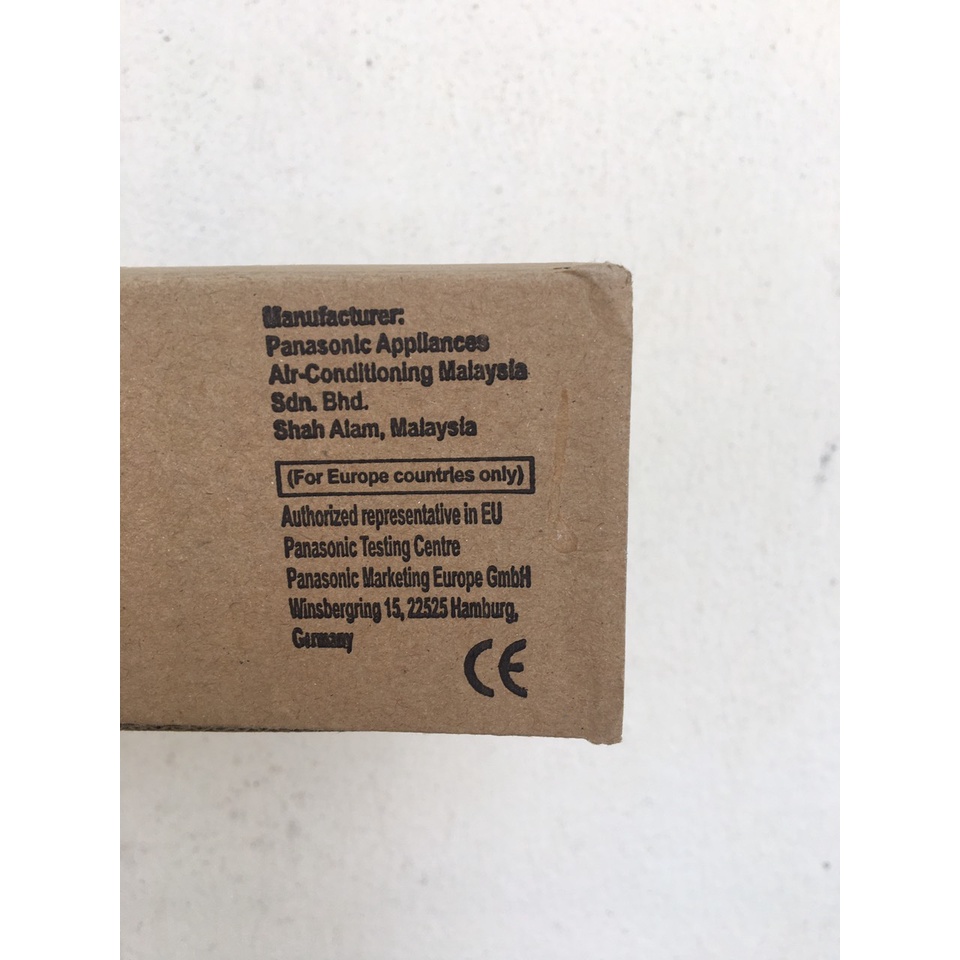 Manufacturer:
Panasonic Appliances
Air-Conditioning Malaysia
Sdn. Bhd.
Shah Alam, Malaysia
(For Europe countries only)
Authorized representative in EU
Panasonic Testing Centre
Panasonic Marketing Europe GmbH
Winsbergring 15, 22525 Hamburg,
Germany
CE